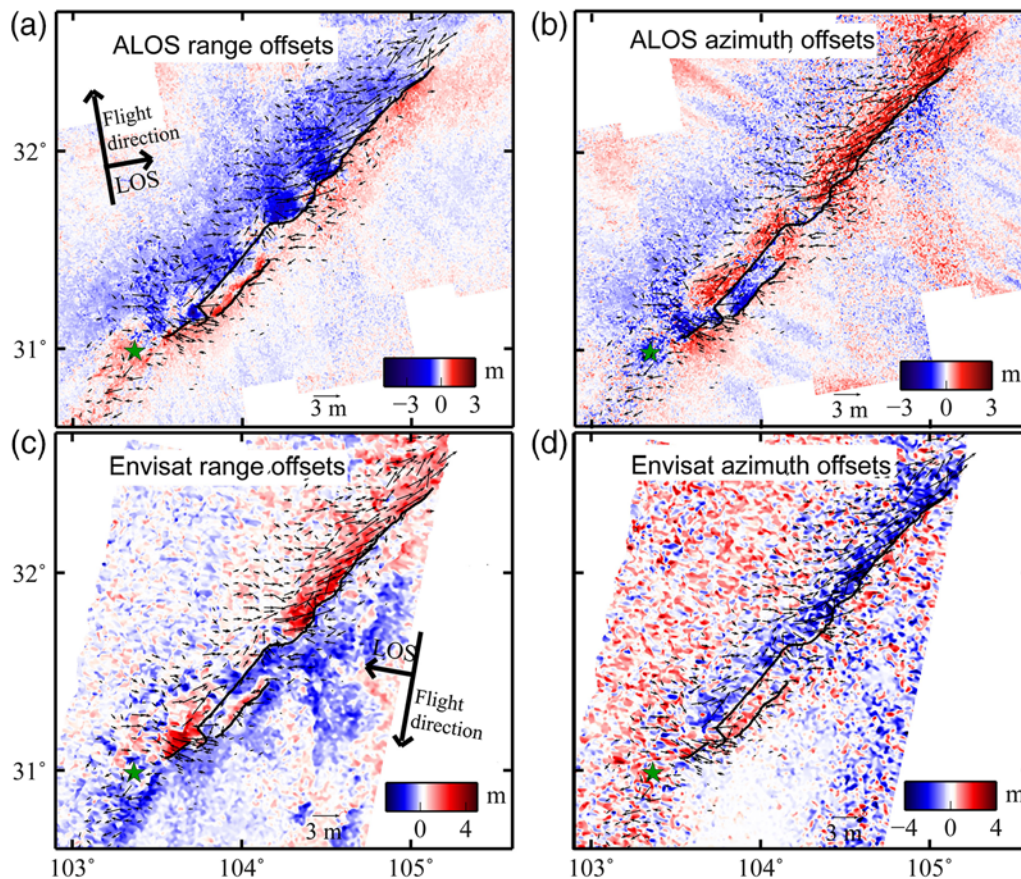 (a)
ALOS range offsets
Flight
direction
LOS
32°
31°
m
−3 0 3
3 m
(b)
ALOS azimuth offsets
m
−3 0 3
3 m
(c)
Envisat range offsets
LOS
Flight
direction
32°
31°
m
0 4
3 m
103° 104 105°
(d)
Envisat azimuth offsets
m
−4 0 4
3 m
103° 104° 105°